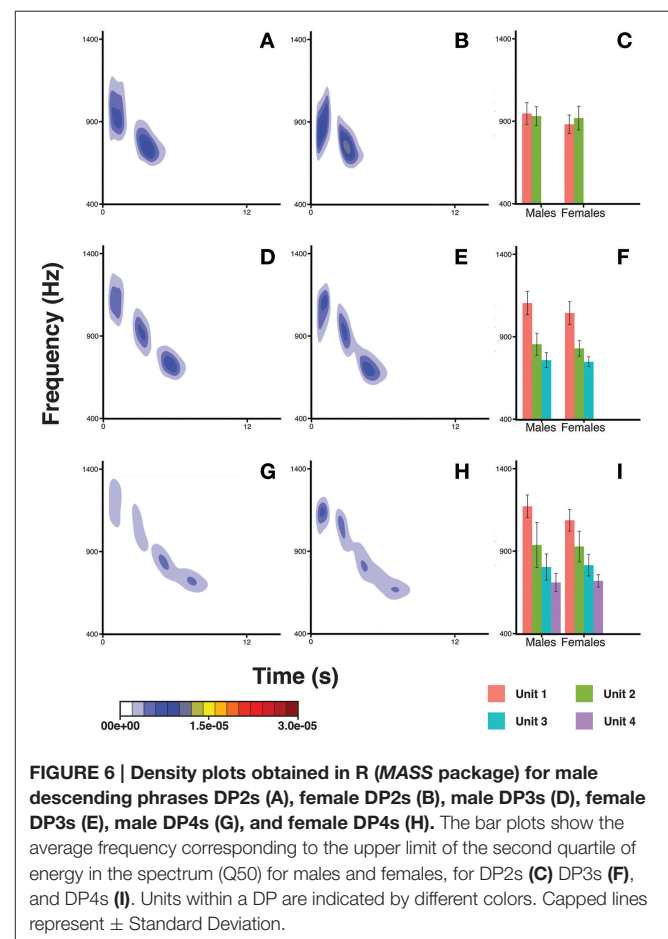 A
B
C
1400
1400
1400
900
900
900
400
400
400
0
12
0
12
Males
Females
D
E
F
1400
1400
1400
900
900
900
400
400
400
0
12
0
12
Males Females
G
H
I
1400
1400
1400
900
900
900
400
400
400
0
12
0
12
Males
Females
Frequency (Hz)
Time (s)
00e+00
1.5e-05
3.0e-05
Unit 1
Unit 2
Unit 3
Unit 4
FIGURE 6 | Density plots obtained in R (MASS package) for male
descending phrases DP2s (A), female DP2s (B), male DP3s (D), female
DP3s (E), male DP4s (G), and female DP4s (H). The bar plots show the
average frequency corresponding to the upper limit of the second quartile of
energy in the spectrum (Q50) for males and females, for DP2s (C) DP3s (F),
and DP4s (I). Units within a DP are indicated by different colors. Capped lines
represent ± Standard Deviation.